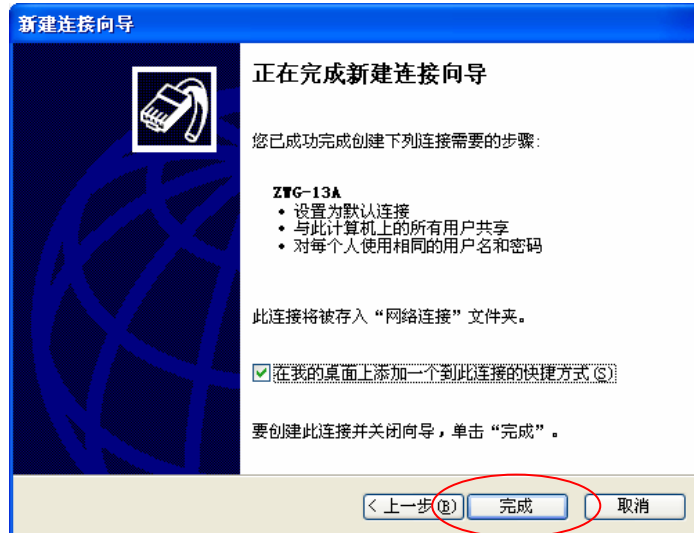 新建连接向导
正在完成新建连接向导
您已成功完成创建下列连接需要的步骤:
ZWG-13A
• 设置为默认连接
• 与此计算机上的所有用户共享
• 对每个人使用相同的用户名和密码
此连接将被存入“网络连接”文件夹。
在我的桌面上添加一个到此连接的快捷方式(S)
要创建此连接并关闭向导，单击“完成”。
< 上一步(B) 完成 取消